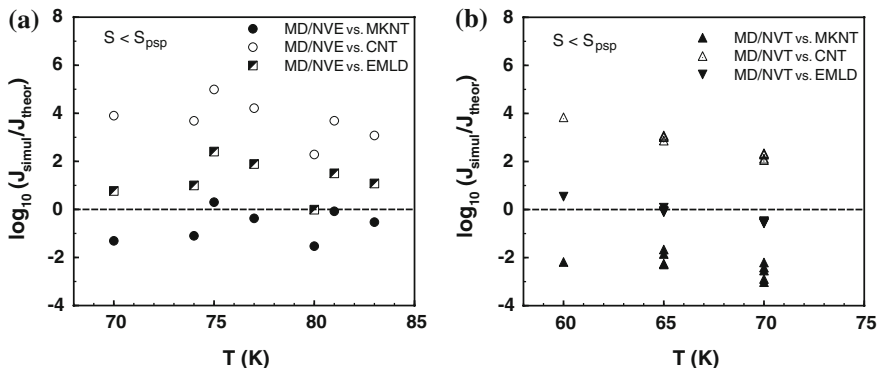 (a)
S < Spsp
MD/NVE vs. MKNT
MD/NVE vs. CNT
MD/NVE vs. EMLD
log10 (Jsimul/Jtheor)
8
6
4
2
0
-2
-4
70 75 80 85
T (K)
(b)
S < Spsp
MD/NVT vs. MKNT
MD/NVT vs. CNT
MD/NVT vs. EMLD
log10 (Jsimul/Jtheor)
8
6
4
2
0
-2
-4
60 65 70 75
T (K)